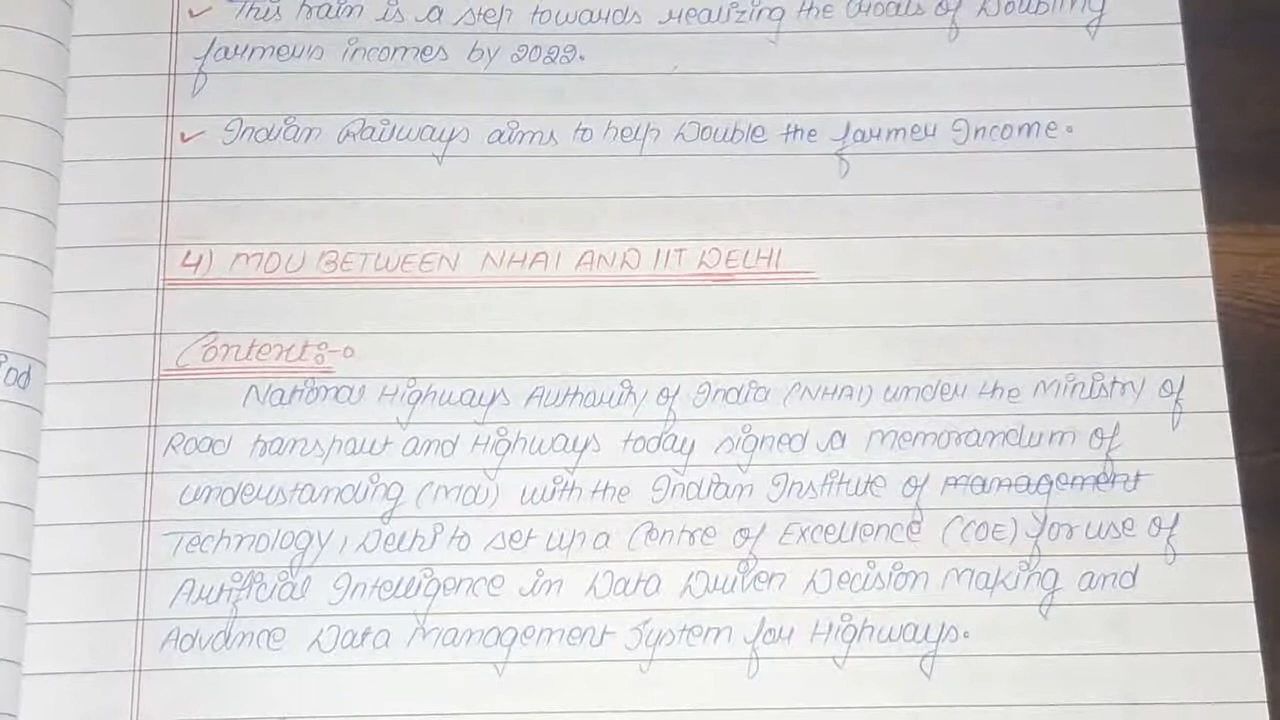 ✓ This train is a step towards realizing the Goals of Doubling
farmers incomes by 2022.
✓ Indian Railways aims to help Double the farmer Income.
4) MOU BETWEEN NHAI AND IIT DELHI
Content:-
National Highways Authority of India (NHAI) under the Ministry of
Road transport and Highways today signed a memorandum of
understanding (MOU) with the Indian Institute of management
Technology, Delhi to set up a Centre of Excellence (COE) for use of
Artificial Intelligence in Data Driven Decision Making and
Advance Data Management System for Highways.